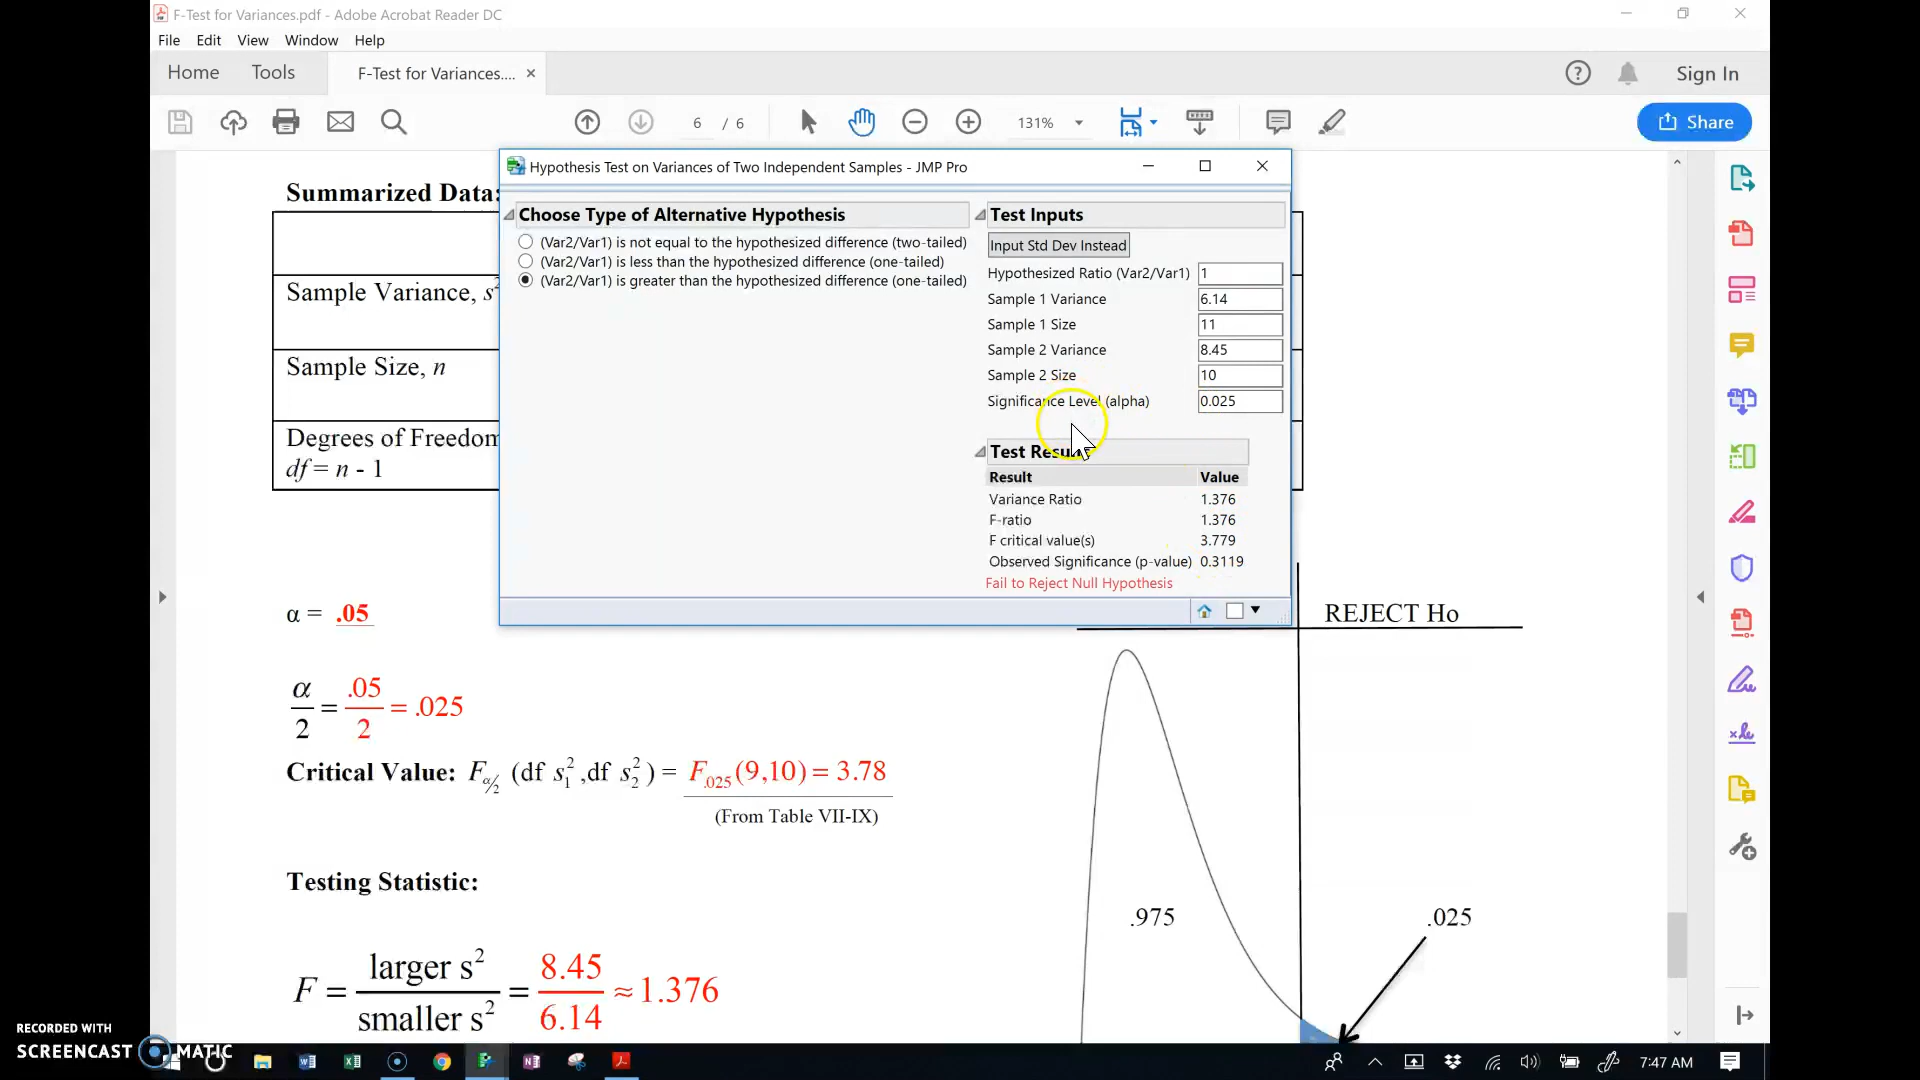 F-Test for Variances.pdf - Adobe Acrobat Reader DC
File Edit View Window Help
Home Tools F-Test for Variances.... ×
Sign In
6 / 6 131%
Share
Hypothesis Test on Variances of Two Independent Samples - JMP Pro
Choose Type of Alternative Hypothesis
(Var2/Var1) is not equal to the hypothesized difference (two-tailed)
(Var2/Var1) is less than the hypothesized difference (one-tailed)
(Var2/Var1) is greater than the hypothesized difference (one-tailed)
Test Inputs
Input Std Dev Instead
Hypothesized Ratio (Var2/Var1) 1
Sample 1 Variance 6.14
Sample 1 Size 11
Sample 2 Variance 8.45
Sample 2 Size 10
Significance Level (alpha) 0.025
Test Results
Result Value
Variance Ratio 1.376
F-ratio 1.376
F critical value(s) 3.779
Observed Significance (p-value) 0.3119
Fail to Reject Null Hypothesis
Summarized Data:
Sample Variance, s²
Sample Size, n
Degrees of Freedom
df = n - 1
α = .05
REJECT Ho
α/2 = .05/2 = .025
Critical Value: F α/2 (df s₁², df s₂²) = F.025 (9,10) = 3.78
(From Table VII-IX)
Testing Statistic:
.975 .025
F = larger s² / smaller s² = 8.45 / 6.14 ≈ 1.376
RECORDED WITH
SCREENCAST MATIC
7:47 AM